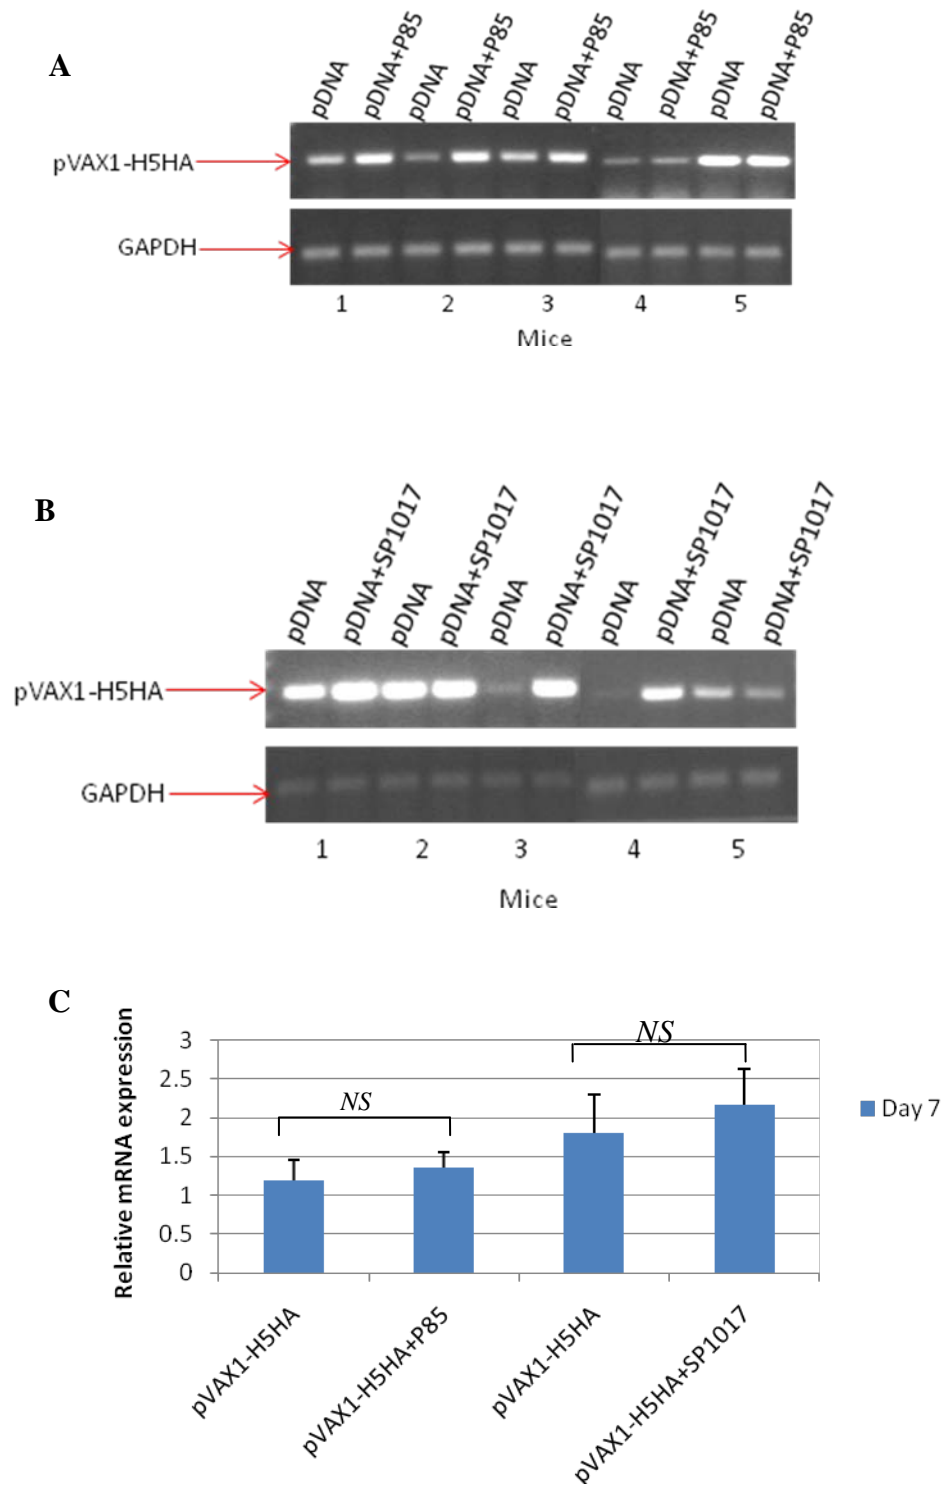 A
pDNA
pDNA+P85
pDNA
pDNA+P85
pDNA
pDNA+P85
pDNA
pDNA+P85
pDNA
pDNA+P85
pVAX1-H5HA
GAPDH
1 2 3 4 5
Mice
B
pDNA
pDNA+SP1017
pDNA
pDNA+SP1017
pDNA
pDNA+SP1017
pDNA
pDNA+SP1017
pDNA
pDNA+SP1017
pVAX1-H5HA
GAPDH
1 2 3 4 5
Mice
C
Relative mRNA expression
3
2.5
2
1.5
1
0.5
0
NS
NS
Day 7
pVAX1-H5HA
pVAX1-H5HA+P85
pVAX1-H5HA
pVAX1-H5HA+SP1017